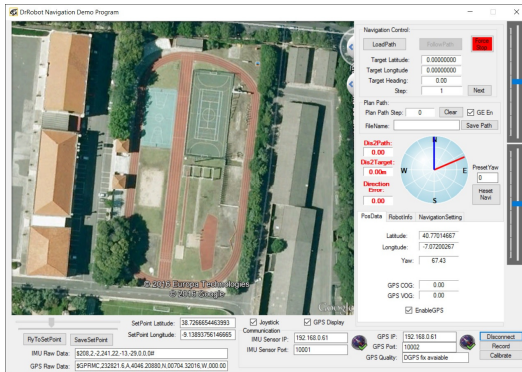 DrRobot Navigation Demo Program
© 2016 Europa Technologies
© 2016 Google
Navigation Control:
LoadPath
FollowPath
Target Latitude: 0.00000000
Target Longitude 0.00000000
Target Heading: 0.00
Step: 1 Next
Plan Path:
Plan Path Step: 0 Clear GE En
FileName: Save Path
Dis2Path:
0.00
Dis2Target:
0.00m
Direction Error:
0.00
N
W E
S
PresetYaw
0
Reset Navi
PosData RobotInfo NavigationSetting
Latitude: 40.77014667
Longitude: -7.07200267
Yaw: 67.43
GPS COG: 0.00
GPS VOG: 0.00
EnableGPS
FlyToSetPoint SaveSetPoint
SetPoint Latitude: 38.7266654463993
SetPoint Longitude: -9.13893756146665
IMU Raw Data: $208,2,-2,241,22,-13,-29,0,0,0#
GPS Raw Data: $GPRMC,232821.6,A,4046.20880,N,00704.32016,W,000.00
Joystick GPS Display
Communication
IMU Sensor IP: 192.168.0.61
IMU Sensor Port: 10001
GPS IP: 192.168.0.61
GPS Port: 10002
GPS Quality: DGPS fix avaiable
Disconnect
Record
Calibrate